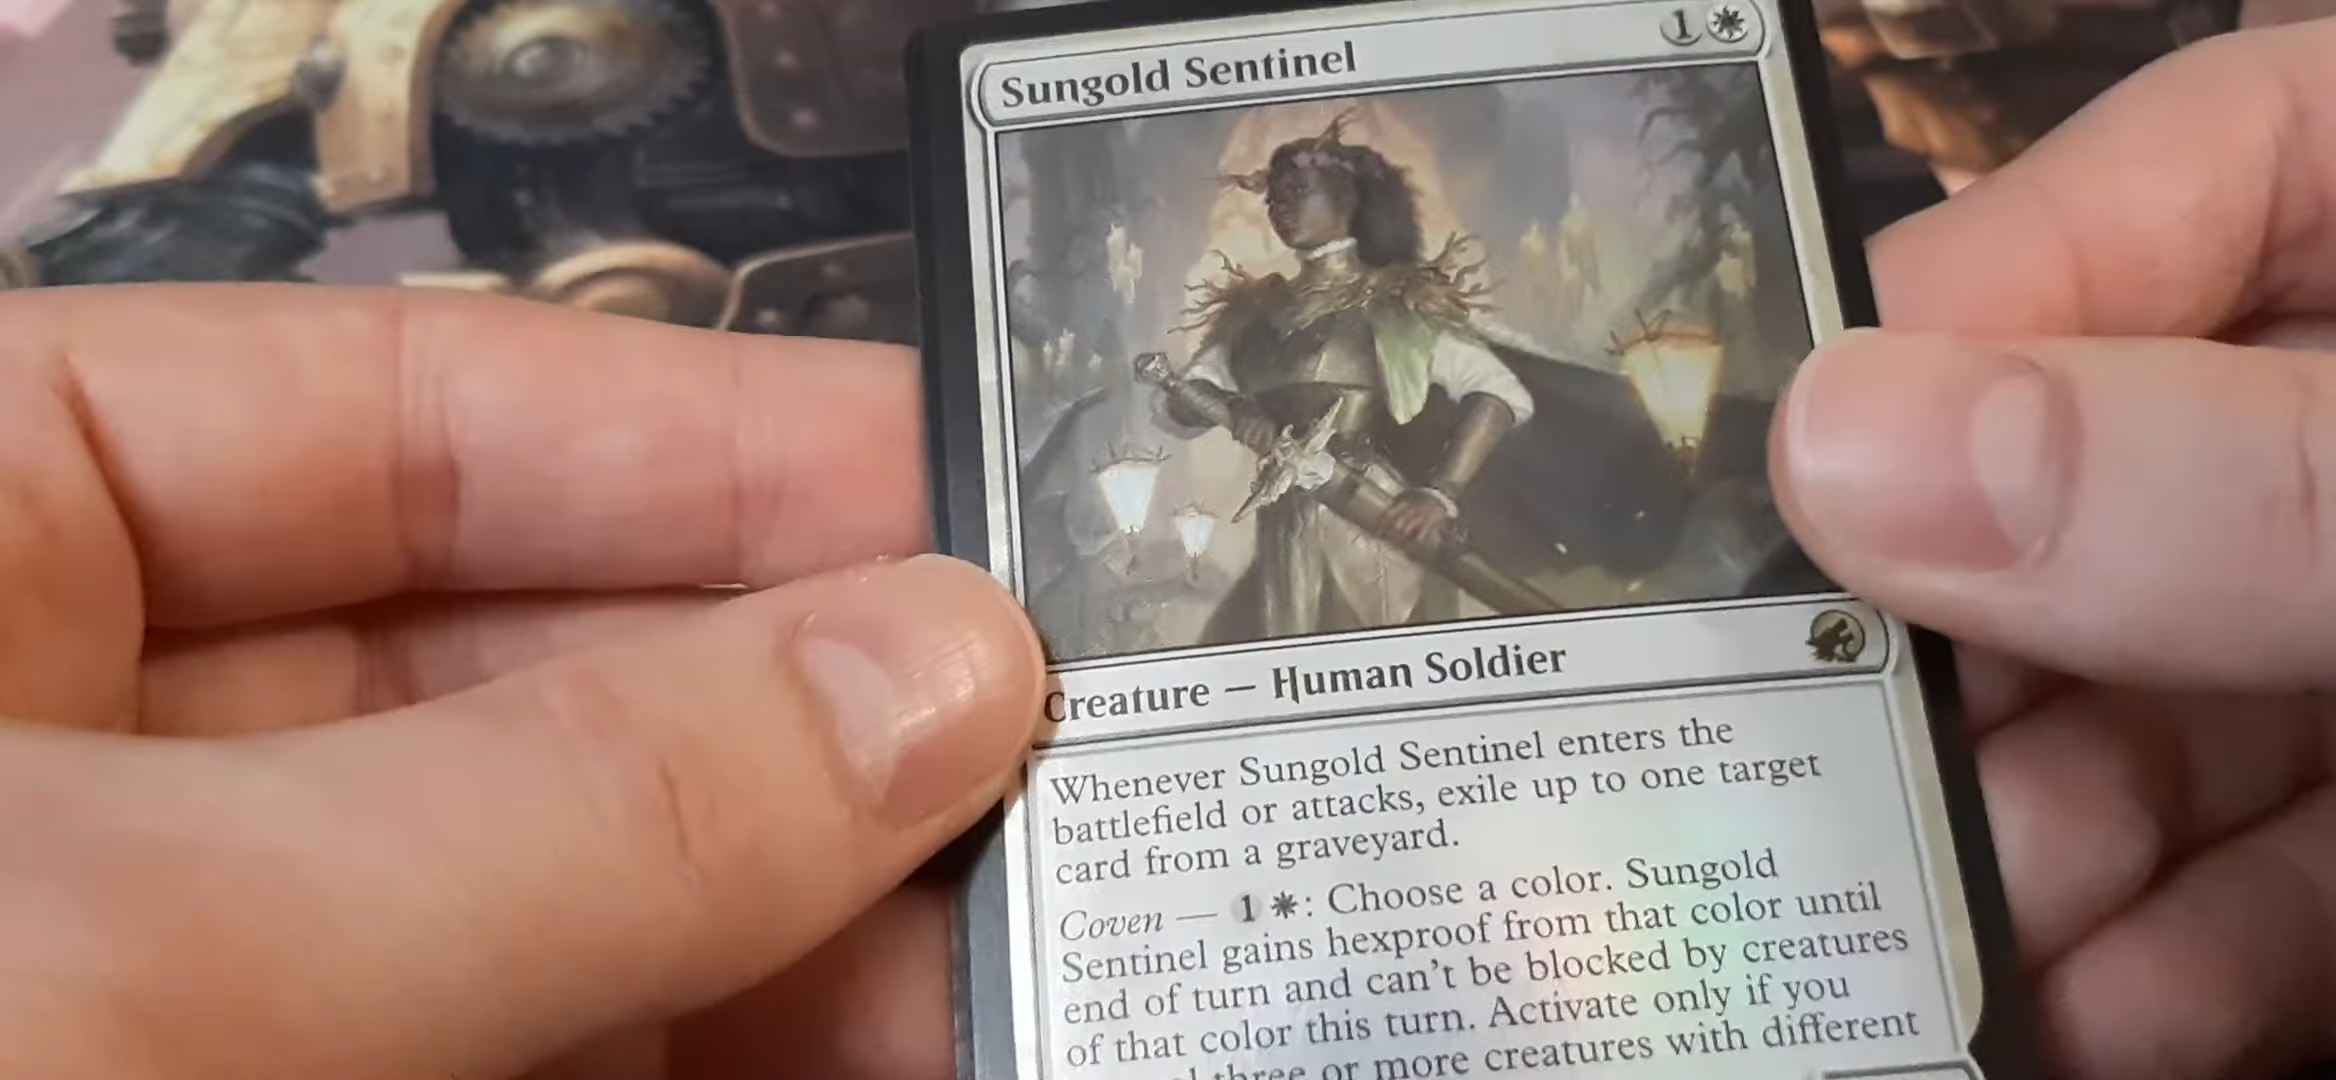 Sungold Sentinel 1
Creature — Human Soldier
Whenever Sungold Sentinel enters the
battlefield or attacks, exile up to one target
card from a graveyard.
Coven — 1 : Choose a color. Sungold
Sentinel gains hexproof from that color until
end of turn and can't be blocked by creatures
of that color this turn. Activate only if you
three or more creatures with different